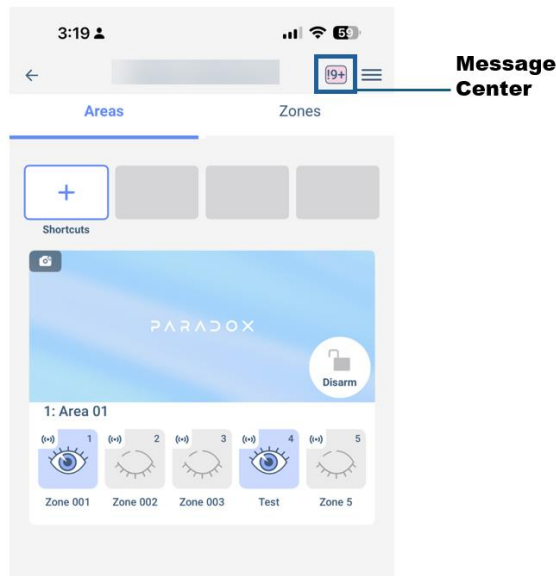 3:19
59
!9+
Message
Center
Areas
Zones
+
Shortcuts
PARADOX
Disarm
1: Area 01
1 2 3 4 5
Zone 001 Zone 002 Zone 003 Test Zone 5